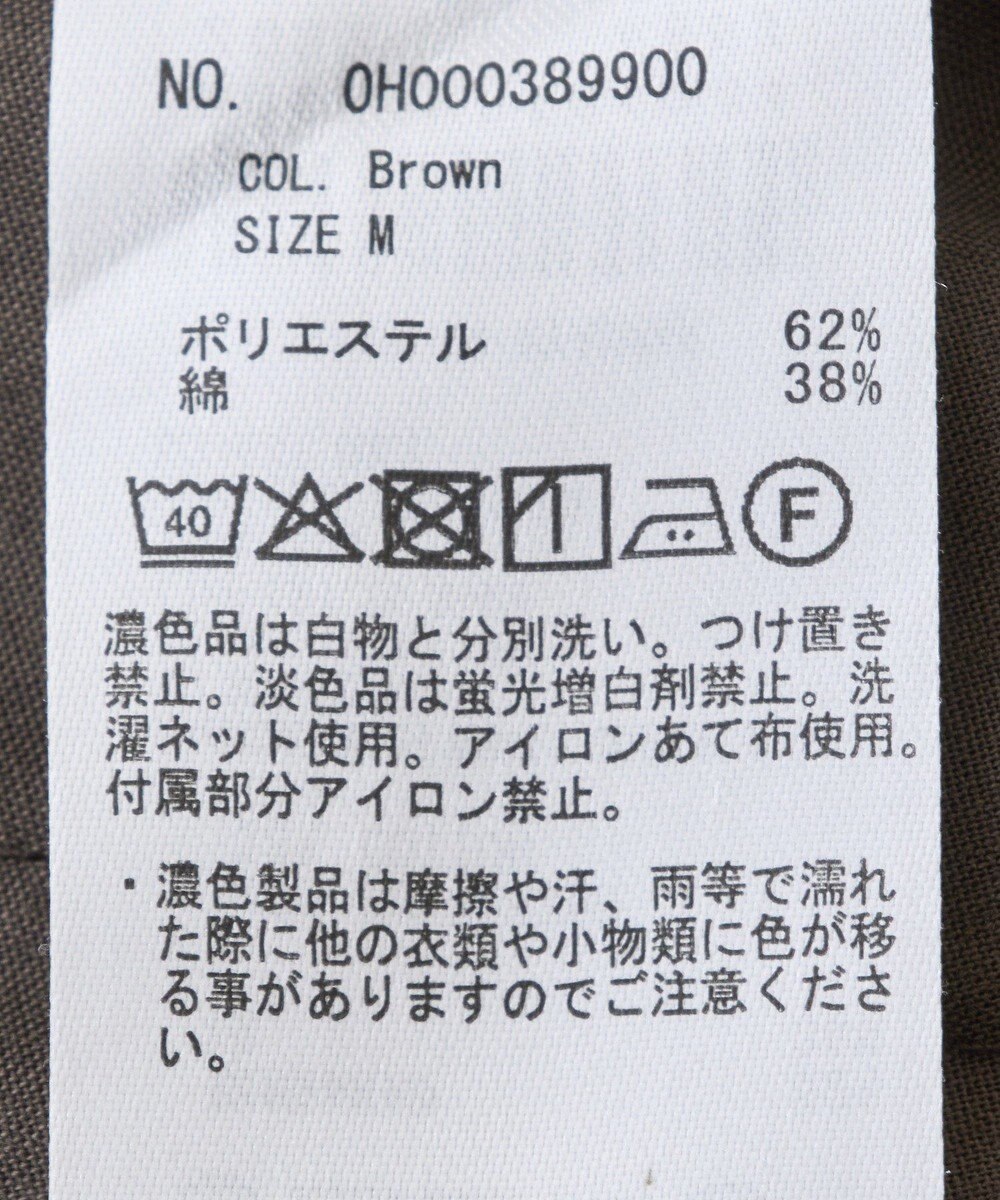 NO. 0H000389900
COL. Brown
SIZE M
ポリエステル 62%
綿 38%
40 F
濃色品は白物と分別洗い。つけ置き
禁止。淡色品は蛍光増白剤禁止。洗
濯ネット使用。アイロンあて布使用。
付属部分アイロン禁止。
・濃色製品は摩擦や汗、雨等で濡れ
た際に他の衣類や小物類に色が移
る事がありますのでご注意くださ
い。